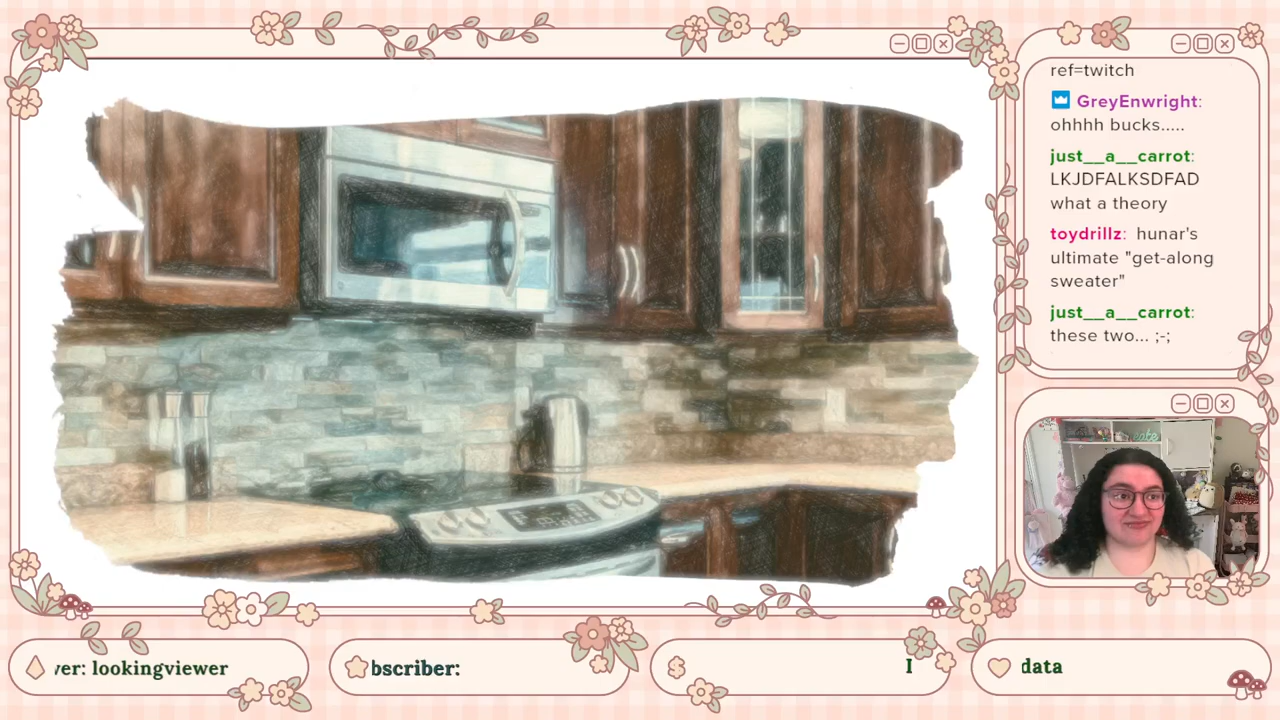 ref=twitch
GreyEnwright:
ohhhh bucks.....
just__a__carrot:
LKJDFALKSDFAD
what a theory
toydrillz: hunar's
ultimate "get-along
sweater"
just__a__carrot:
these two... ;-;
ver: lookingviewer
bscriber:
$
I
data